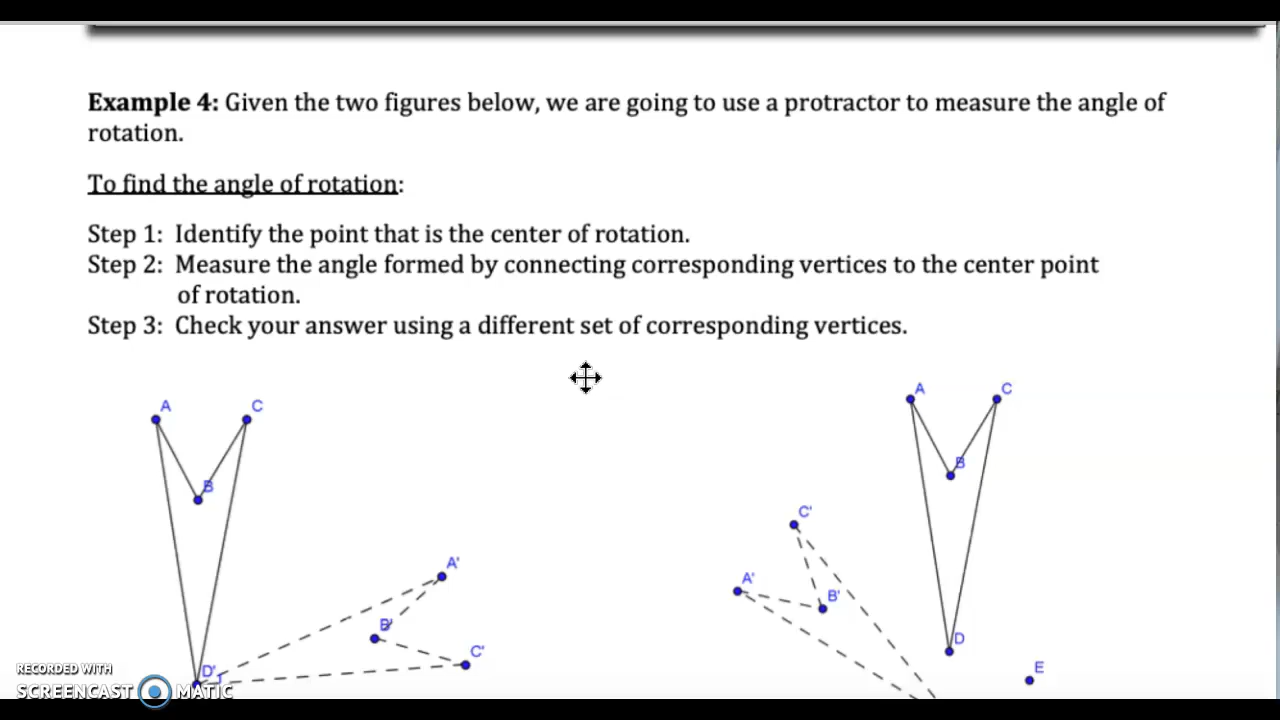 Example 4: Given the two figures below, we are going to use a protractor to measure the angle of
rotation.
To find the angle of rotation:
Step 1: Identify the point that is the center of rotation.
Step 2: Measure the angle formed by connecting corresponding vertices to the center point
of rotation.
Step 3: Check your answer using a different set of corresponding vertices.
A
C
B
A'
B'
C'
D'
A
C
B
C'
A'
B'
D
E
RECORDED WITH
SCREENCAST MATIC